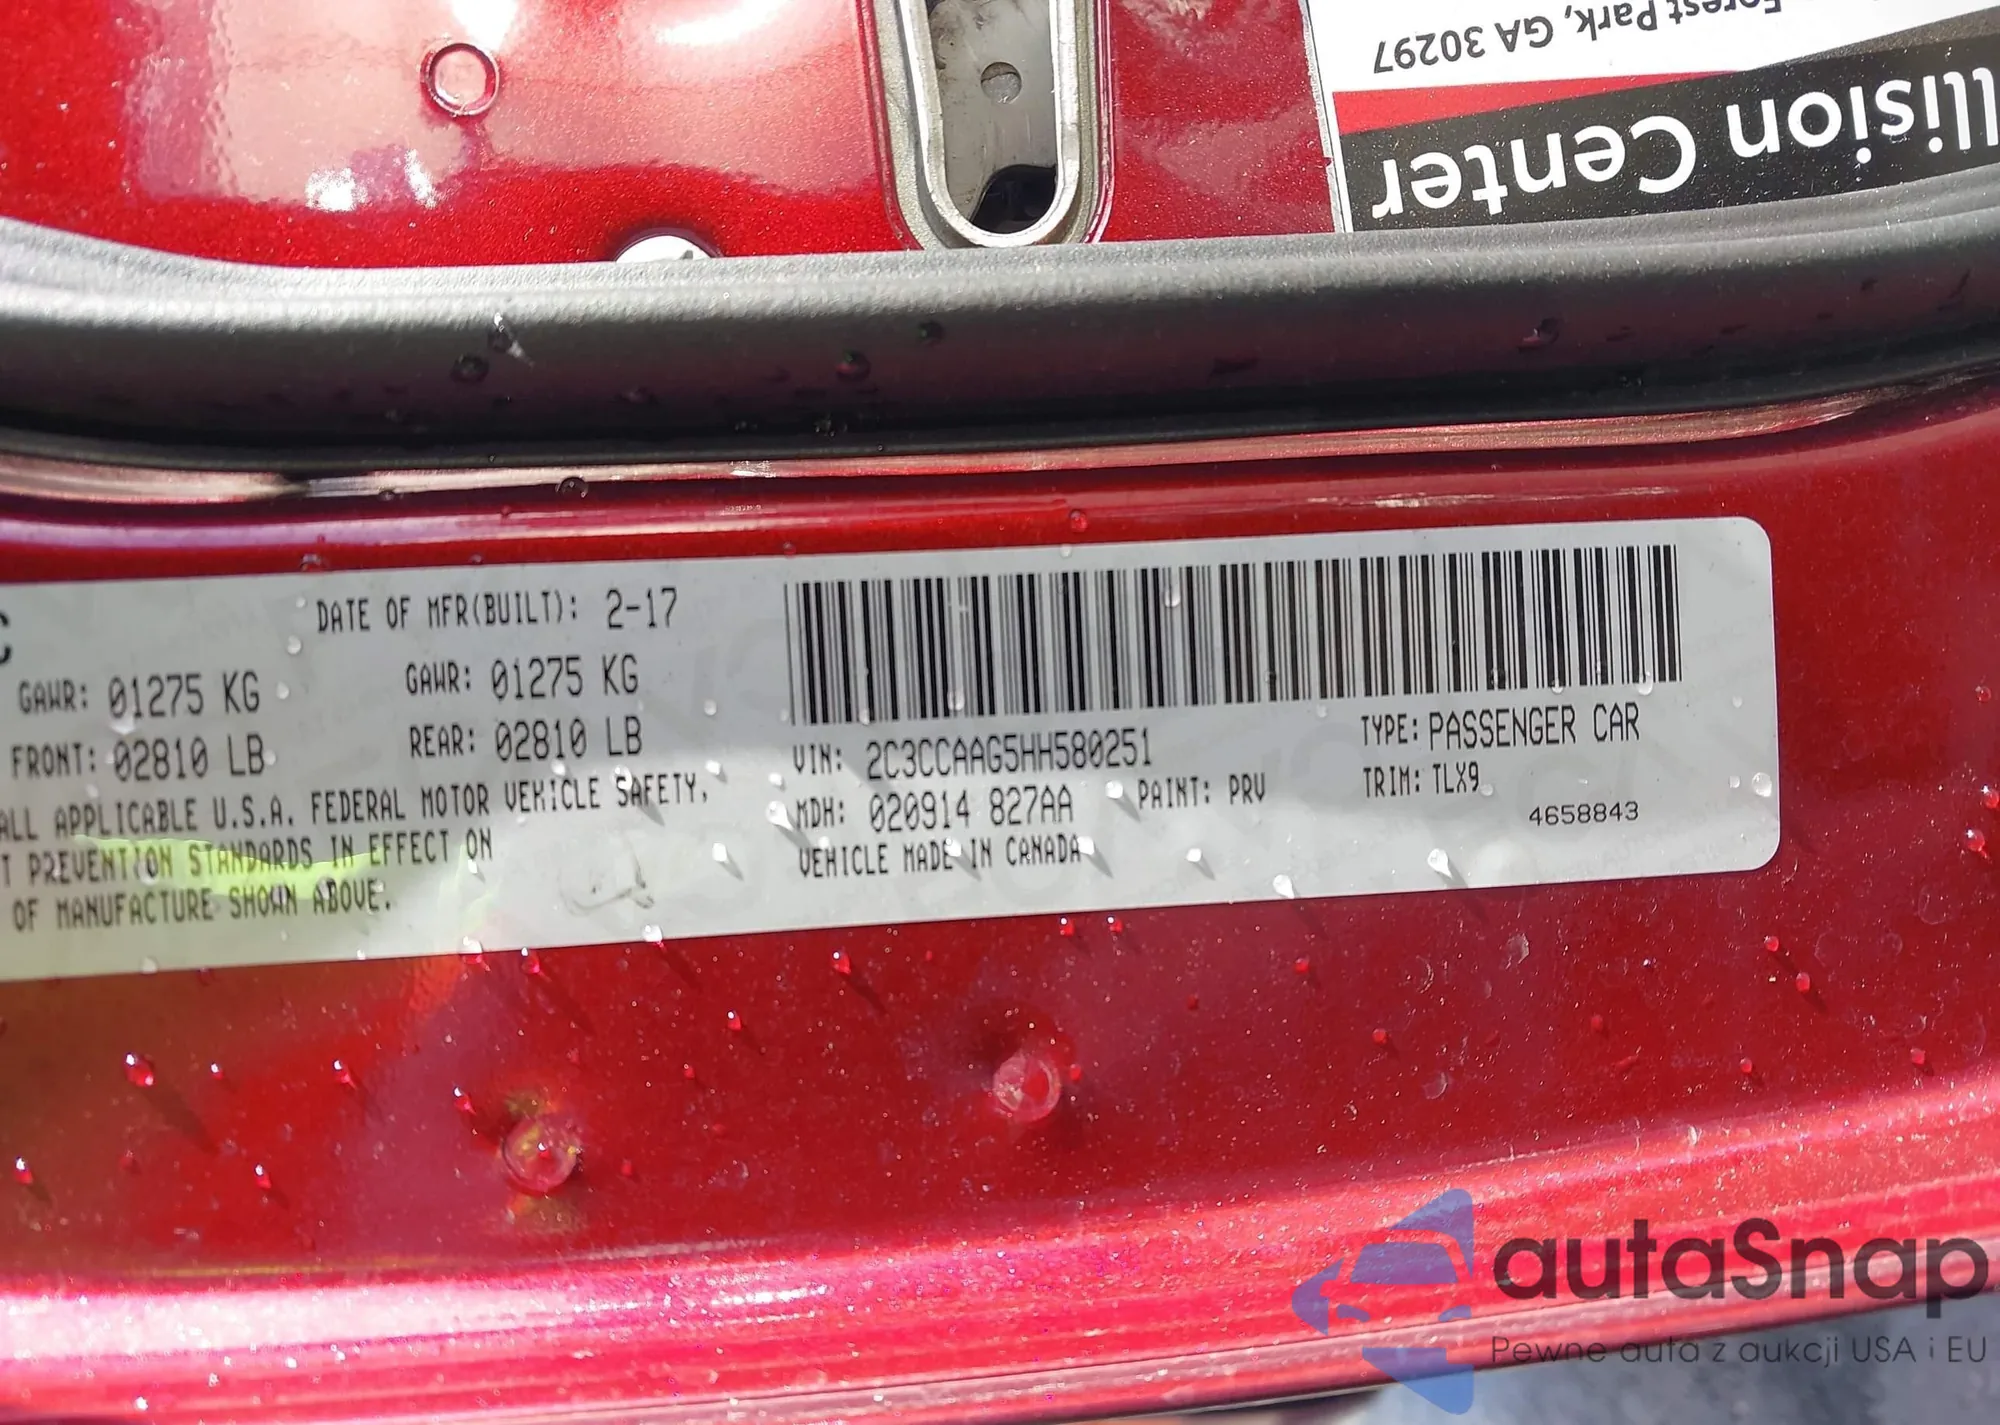 Forest Park, GA 30297
llision Center
DATE OF MFR(BUILT): 2-17
GAWR: 01275 KG GAWR: 01275 KG
FRONT: 02810 LB REAR: 02810 LB
ALL APPLICABLE U.S.A. FEDERAL MOTOR VEHICLE SAFETY,
T PREVENTION STANDARDS IN EFFECT ON
OF MANUFACTURE SHOWN ABOVE.
VIN: 2C3CCAAG5HH580251
TYPE: PASSENGER CAR
MDH: 020914 827AA PAINT: PRV
TRIM: TLX9
VEHICLE MADE IN CANADA
4658843
autaSnap
Pewne auta z aukcji USA i EU